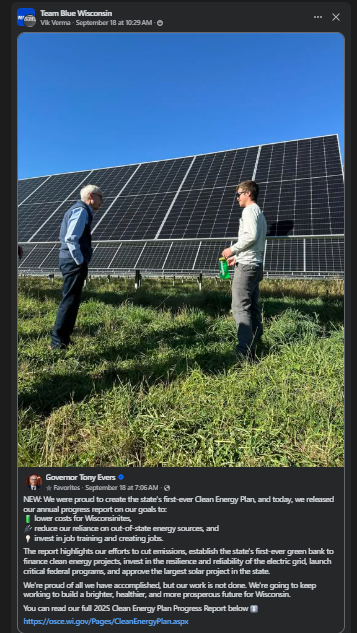 Team Blue Wisconsin
Vik Verma · September 18 at 10:29 AM ·
Governor Tony Evers
Favorites · September 18 at 7:06 AM ·
NEW: We were proud to create the state's first-ever Clean Energy Plan, and today, we released
our annual progress report on our goals to:
🔋 lower costs for Wisconsinites,
🔌 reduce our reliance on out-of-state energy sources, and
💡 invest in job training and creating jobs.
The report highlights our efforts to cut emissions, establish the state's first-ever green bank to
finance clean energy projects, invest in the resilience and reliability of the electric grid, launch
critical federal programs, and approve the largest solar project in the state.
We're proud of all we have accomplished, but our work is not done. We're going to keep
working to build a brighter, healthier, and more prosperous future for Wisconsin.
You can read our full 2025 Clean Energy Plan Progress Report below ⬇️
https://osce.wi.gov/Pages/CleanEnergyPlan.aspx